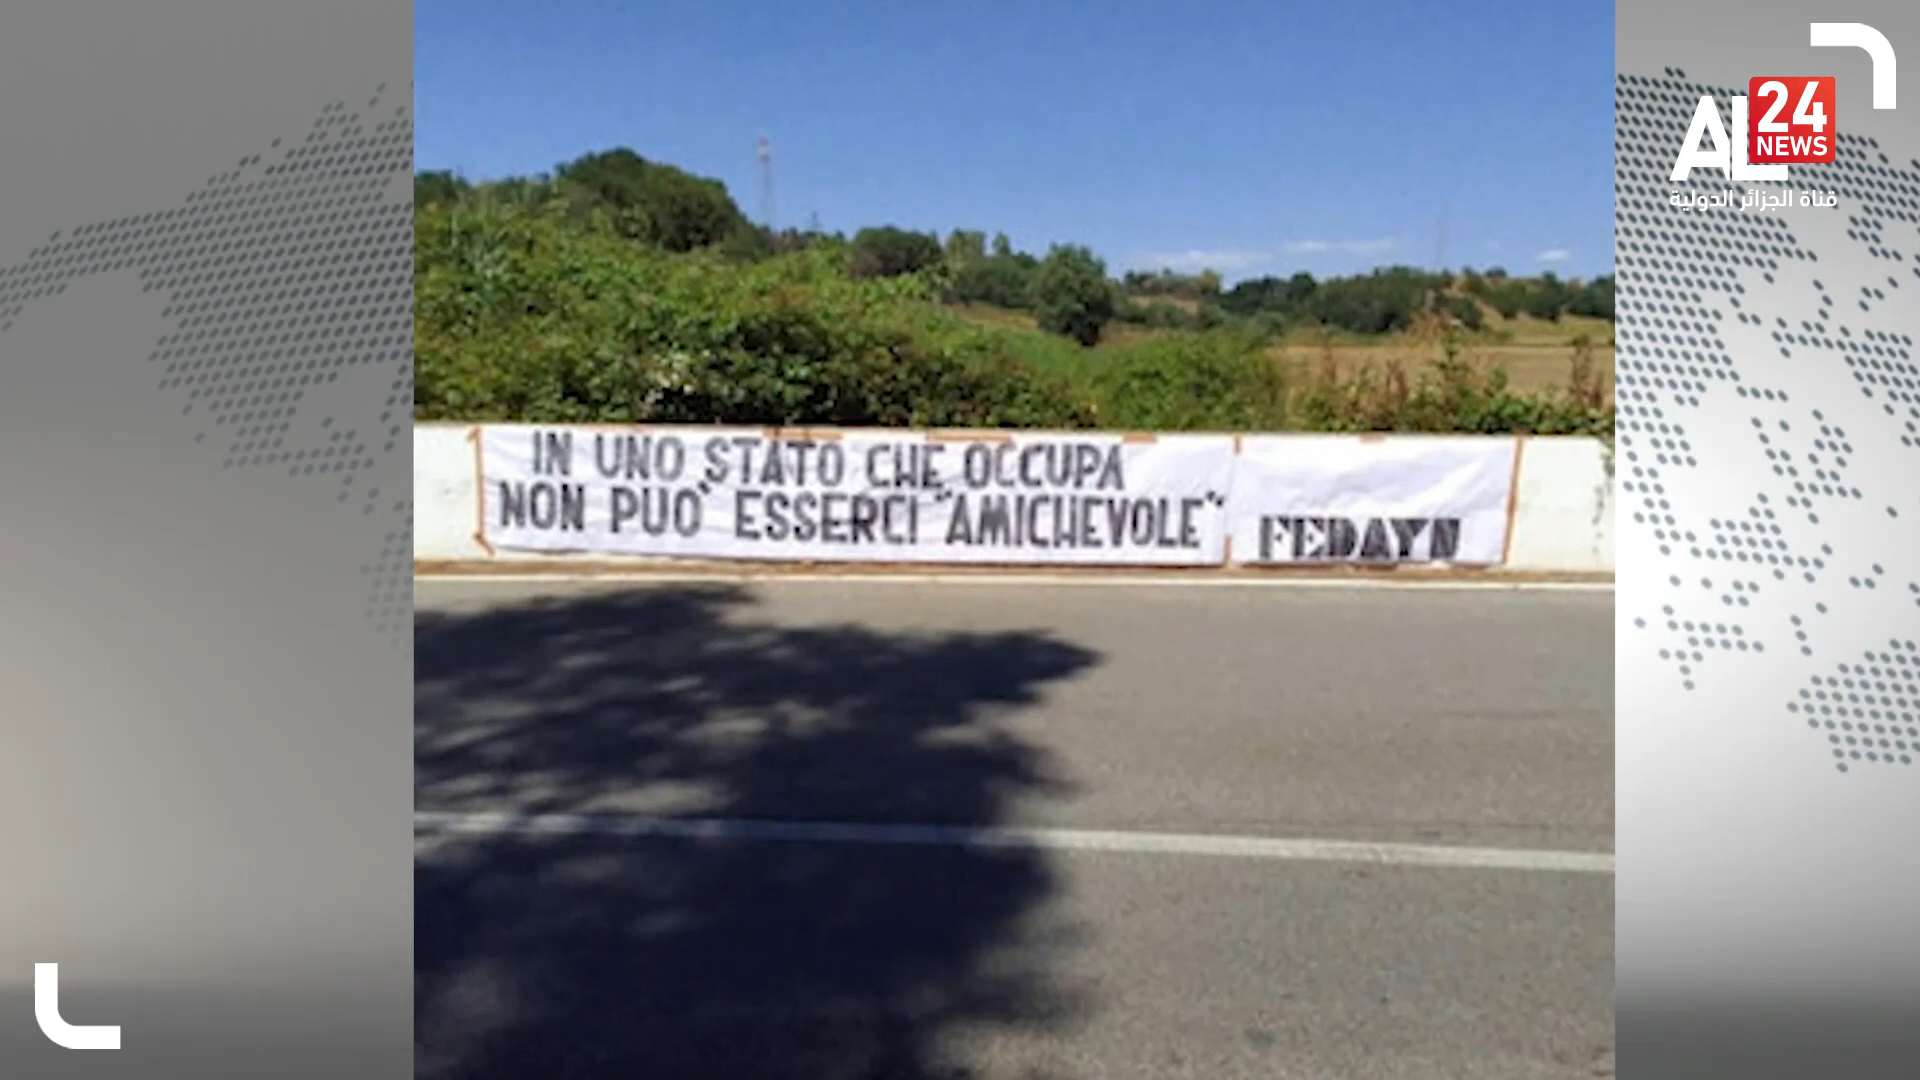 IN UNO STATO CHE OCCUPA
NON PUO' ESSERCI "AMICHEVOLE"
FEDAYN
AL
24
NEWS
قناة الجزائر الدولية